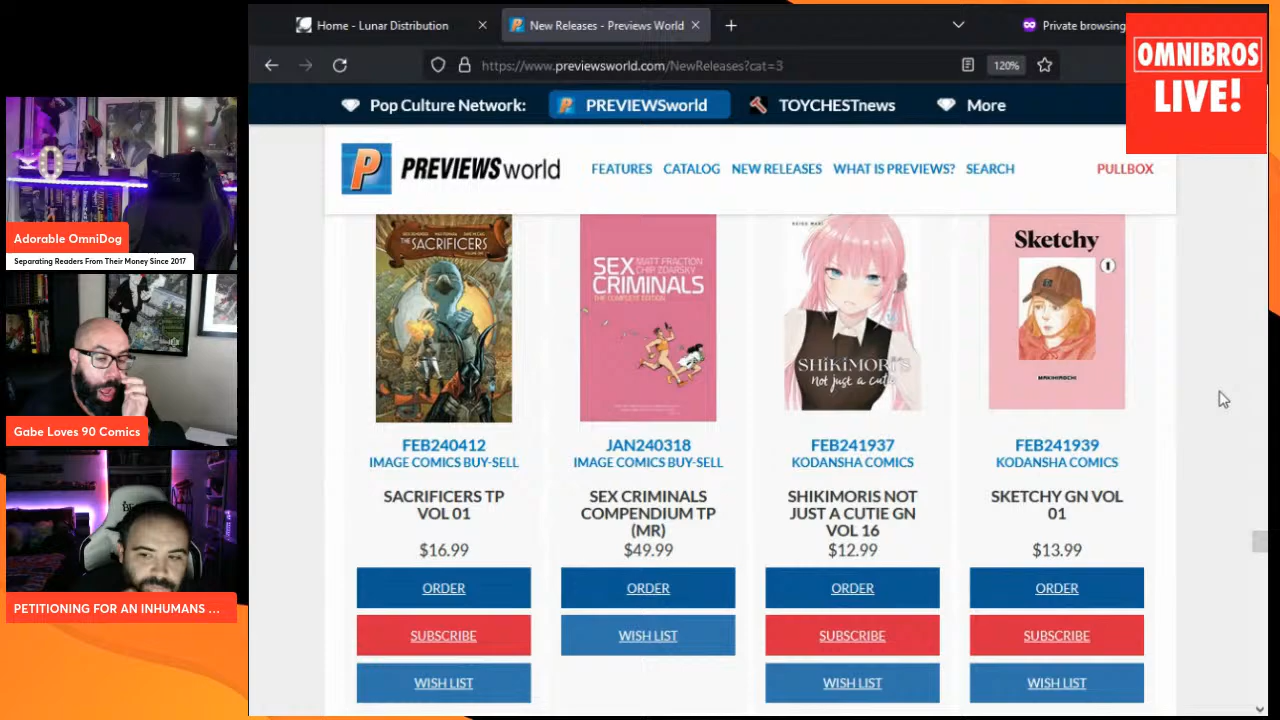 Home - Lunar Distribution
New Releases - Previews World
Private browsing
https://www.previewsworld.com/NewReleases?cat=3
120%
OMNIBROS
LIVE!
Pop Culture Network:
PREVIEWSworld
TOYCHESTnews
More
PREVIEWSworld
FEATURES
CATALOG
NEW RELEASES
WHAT IS PREVIEWS?
SEARCH
PULLBOX
Adorable OmniDog
Separating Readers From Their Money Since 2017
Gabe Loves 90 Comics
PETITIONING FOR AN INHUMANS ...
THE SACRIFICERS
MATT FRACTION
CHIP ZDARSKY
SEX
CRIMINALS
THE COMPLETE EDITION
KEIGO MAKI
SHIKIMORI'S
Not just a cutie
Sketchy
1
MAKIHIROCHI
FEB240412
IMAGE COMICS BUY-SELL
SACRIFICERS TP
VOL 01
$16.99
ORDER
SUBSCRIBE
WISH LIST
JAN240318
IMAGE COMICS BUY-SELL
SEX CRIMINALS
COMPENDIUM TP
(MR)
$49.99
ORDER
WISH LIST
FEB241937
KODANSHA COMICS
SHIKIMORIS NOT
JUST A CUTIE GN
VOL 16
$12.99
ORDER
SUBSCRIBE
WISH LIST
FEB241939
KODANSHA COMICS
SKETCHY GN VOL
01
$13.99
ORDER
SUBSCRIBE
WISH LIST